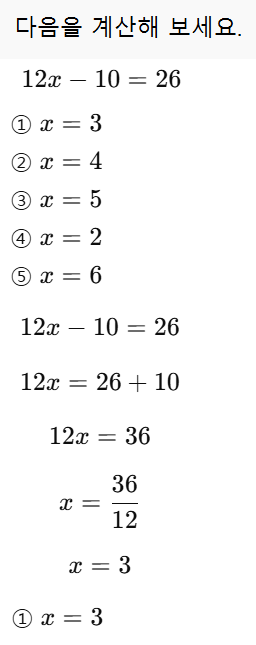 다음을 계산해 보세요.
12x − 10 = 26
① x = 3
② x = 4
③ x = 5
④ x = 2
⑤ x = 6
12x − 10 = 26
12x = 26 + 10
12x = 36
x = 36/12
x = 3
① x = 3